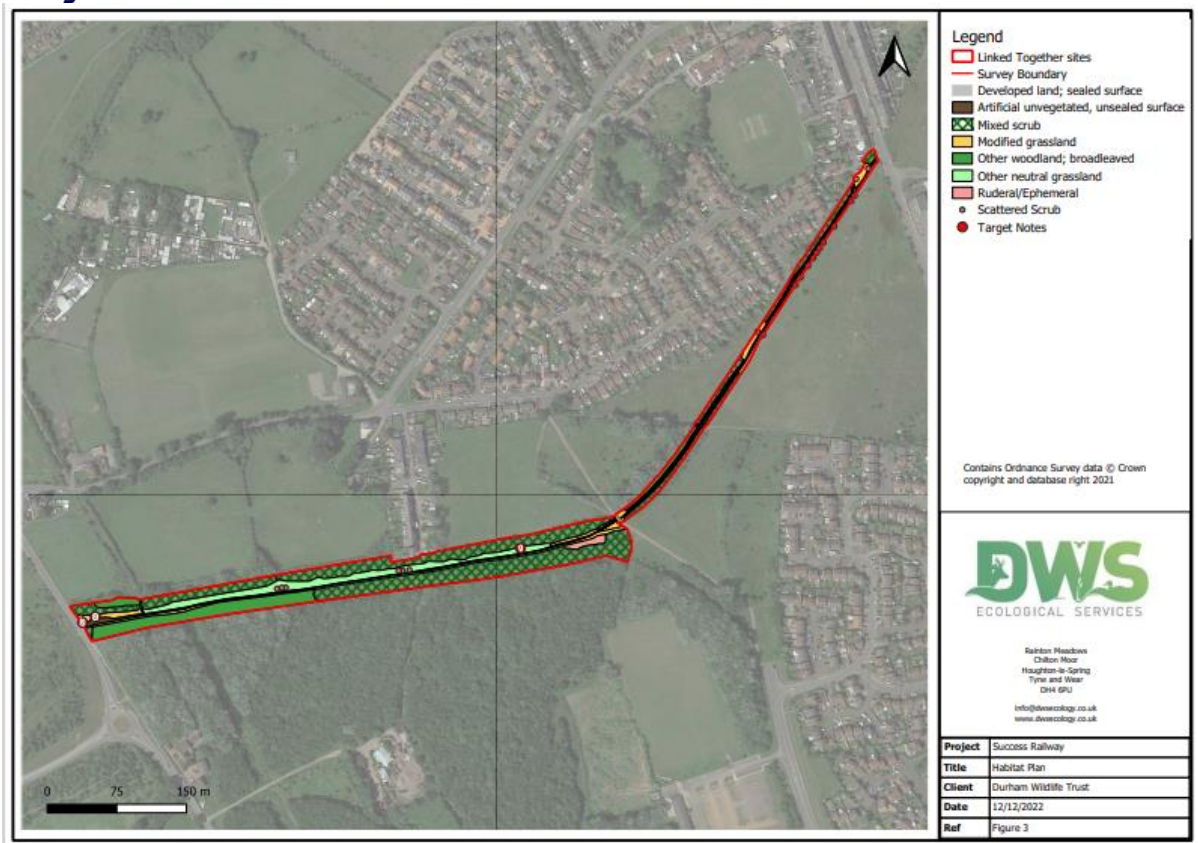 Legend
Linked Together sites
Survey Boundary
Developed land; sealed surface
Artificial unvegetated, unsealed surface
Mixed scrub
Modified grassland
Other woodland; broadleaved
Other neutral grassland
Ruderal/Ephemeral
Scattered Scrub
Target Notes
Contains Ordnance Survey data © Crown
copyright and database right 2021
DWS
ECOLOGICAL SERVICES
Rainton Meadows
Chilton Moor
Houghton-le-Spring
Tyne and Wear
DH4 6PU
info@dwsecology.co.uk
www.dwsecology.co.uk
Project Success Railway
Title Habitat Plan
Client Durham Wildlife Trust
Date 12/12/2022
Ref Figure 3
0 75 150 m